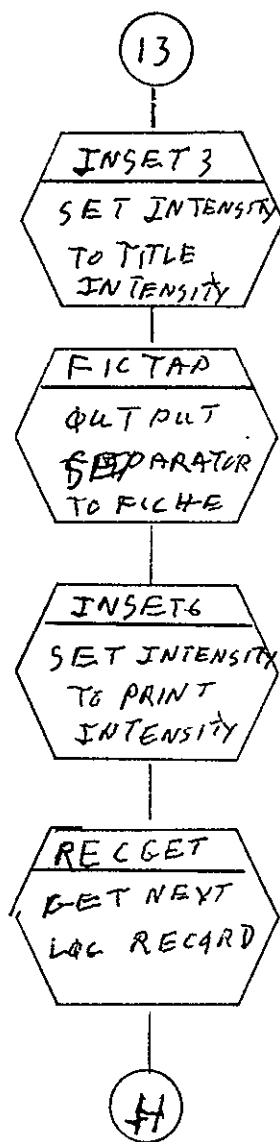 13
INSET3
SET INTENSITY
TO TITLE
INTENSITY
FICTAP
OUTPUT
SEPARATOR
TO FICHE
INSET6
SET INTENSITY
TO PRINT
INTENSITY
RECGET
GET NEXT
LOG RECORD
H